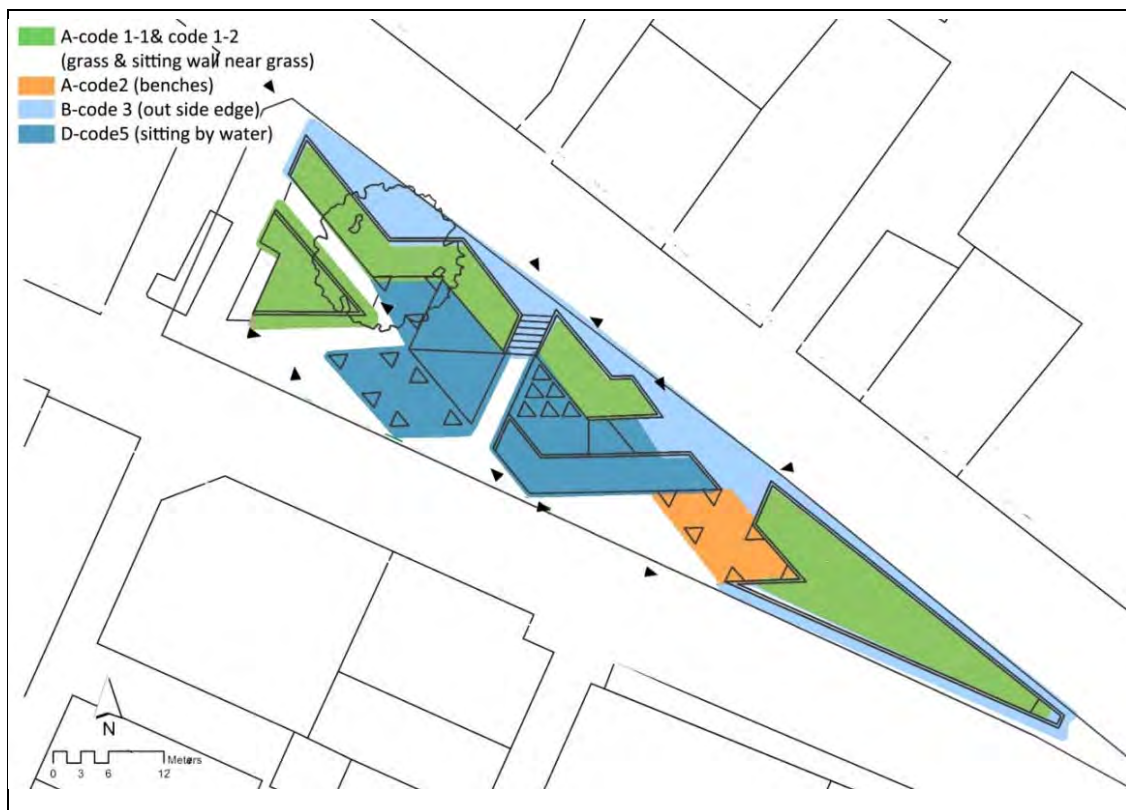 A-code 1-1& code 1-2
(grass & sitting wall near grass)
A-code2 (benches)
B-code 3 (out side edge)
D-code5 (sitting by water)
N
Meters
0 3 6 12